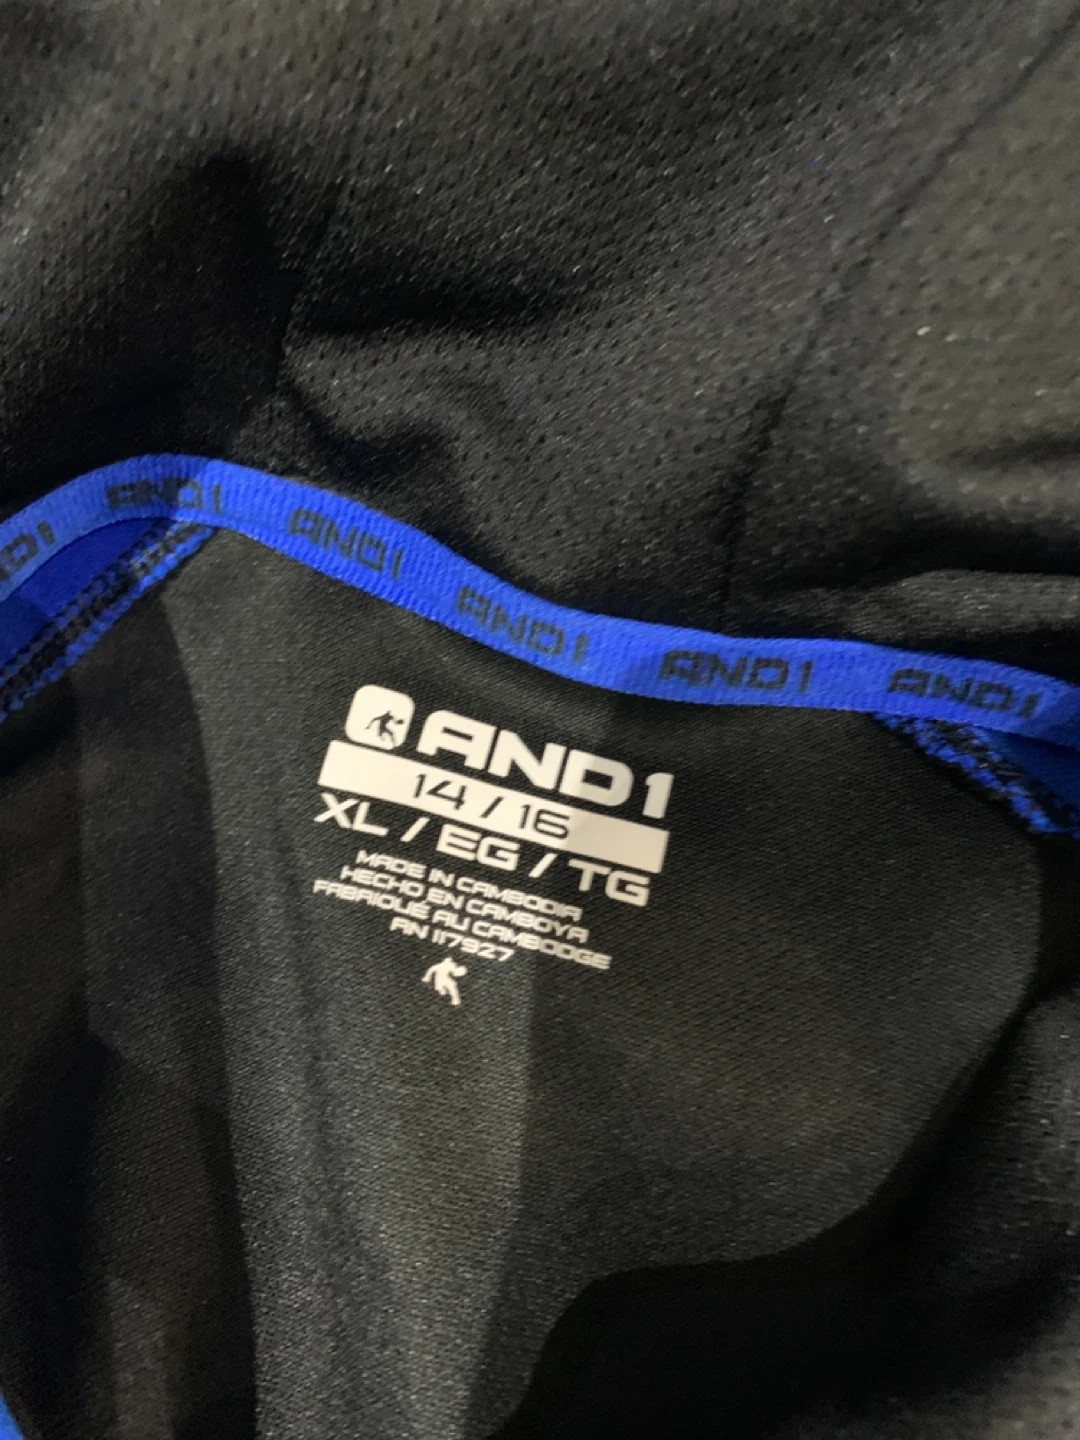 AND1 AND1 AND1 AND1 AND1
AND1
14 / 16
XL / EG / TG
MADE IN CAMBODIA
HECHO EN CAMBOYA
FABRIQUÉ AU CAMBODGE
RN 117927